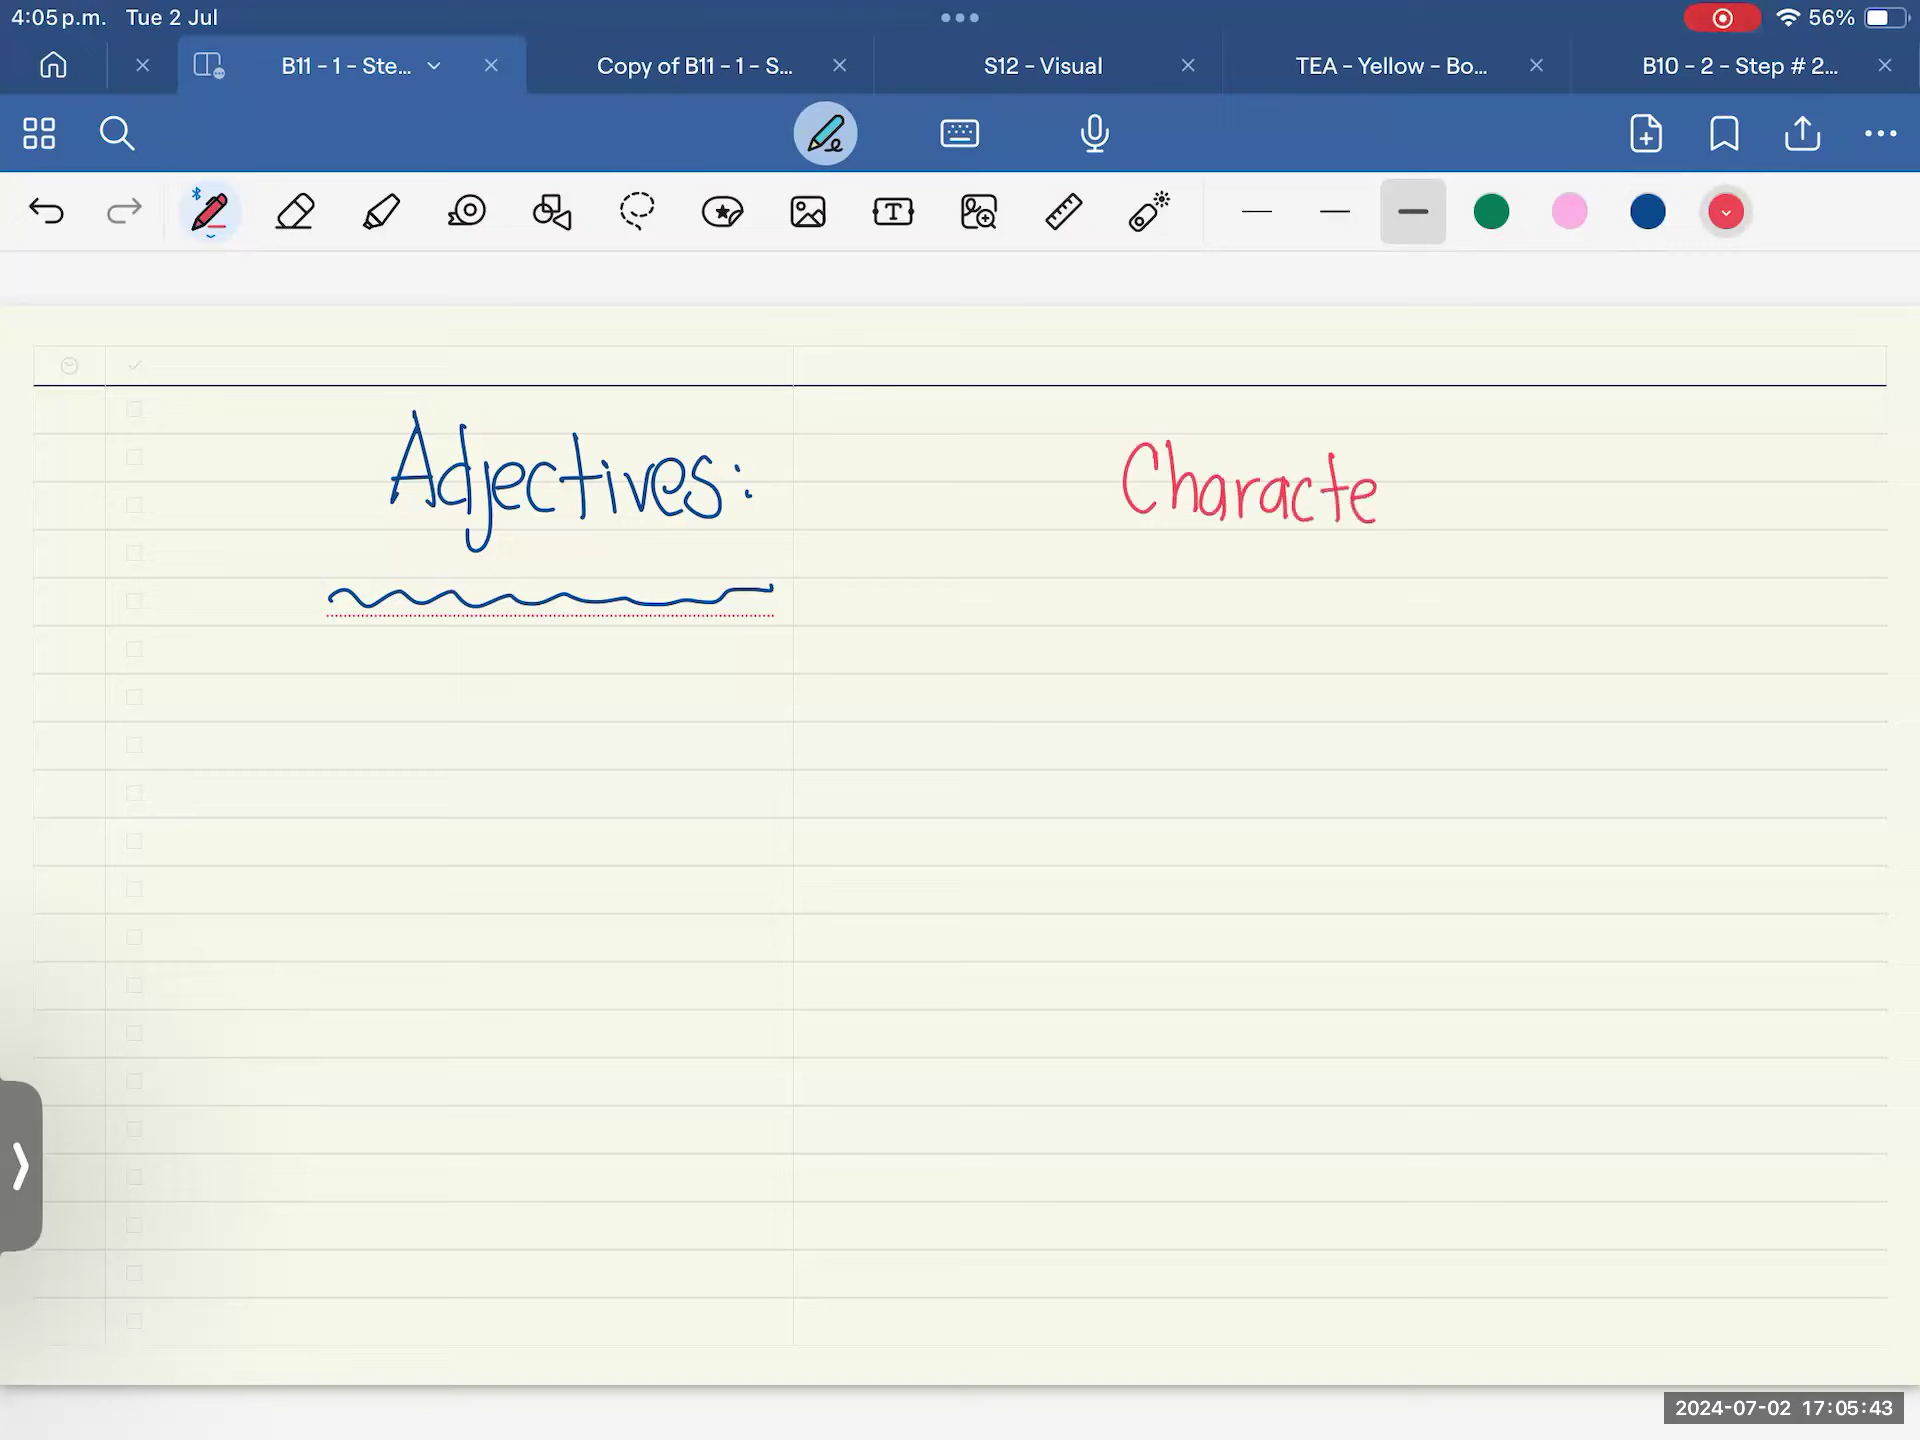 4:05 p.m. Tue 2 Jul
56%
B11 – 1 – Ste...
Copy of B11 – 1 – S...
S12 – Visual
TEA – Yellow – Bo...
B10 – 2 – Step # 2...
Adjectives:
Characte
2024-07-02 17:05:43